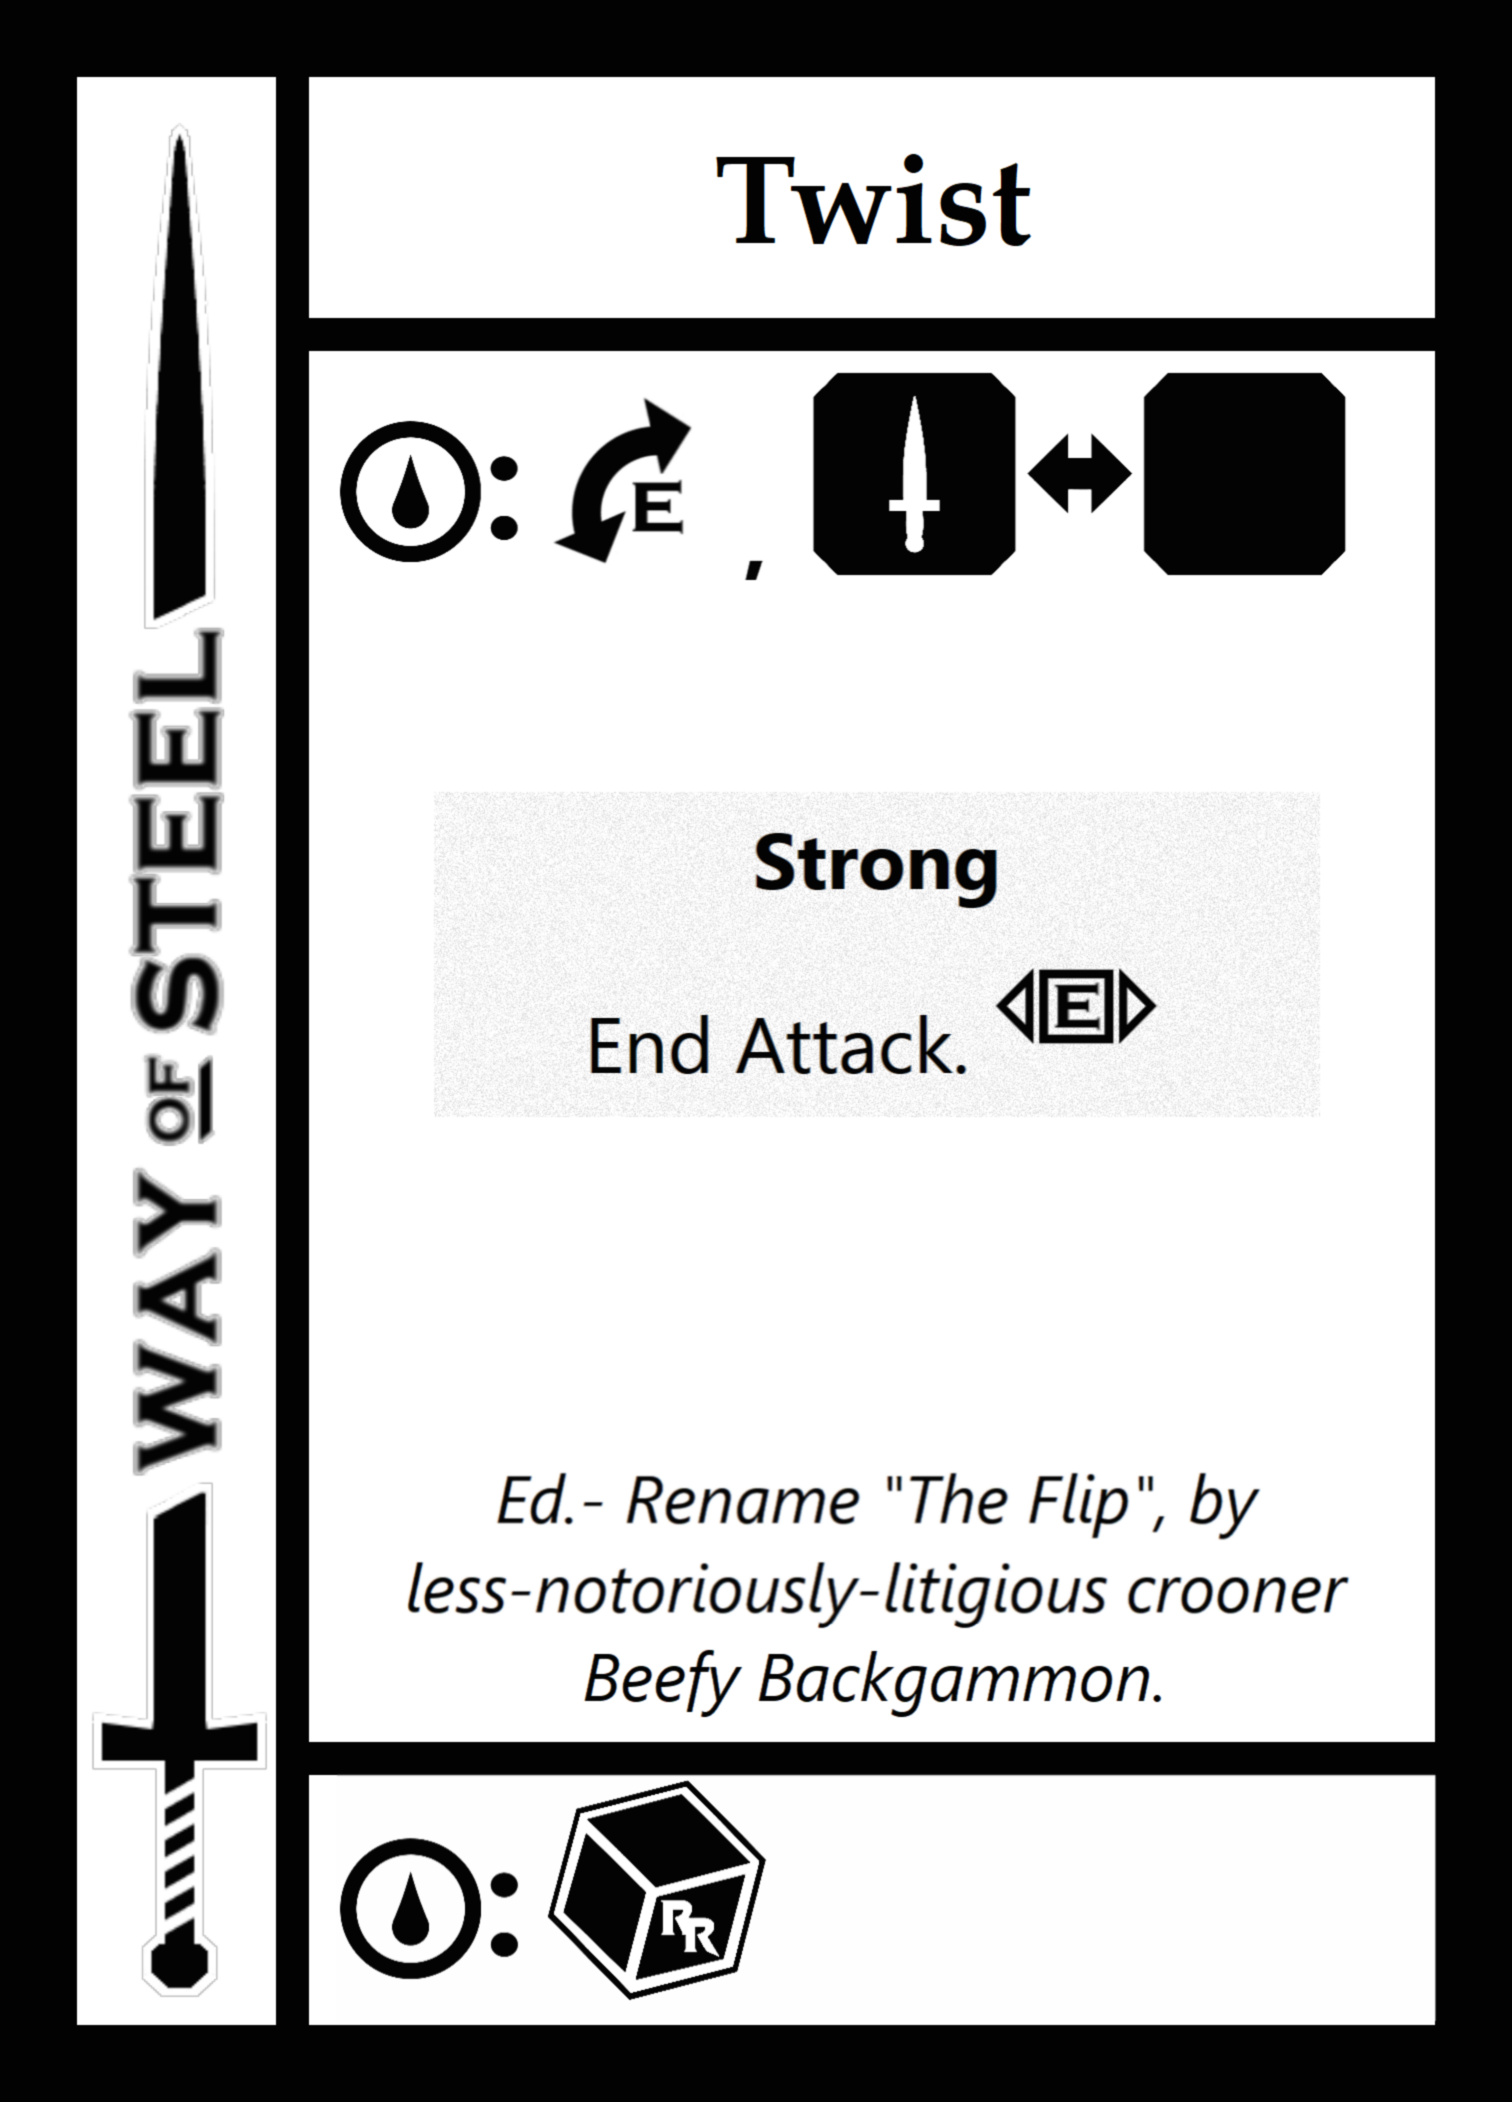 WAY OF STEEL
Twist
: E ,
Strong
End Attack. E
Ed.- Rename "The Flip", by
less-notoriously-litigious crooner
Beefy Backgammon.
: RR